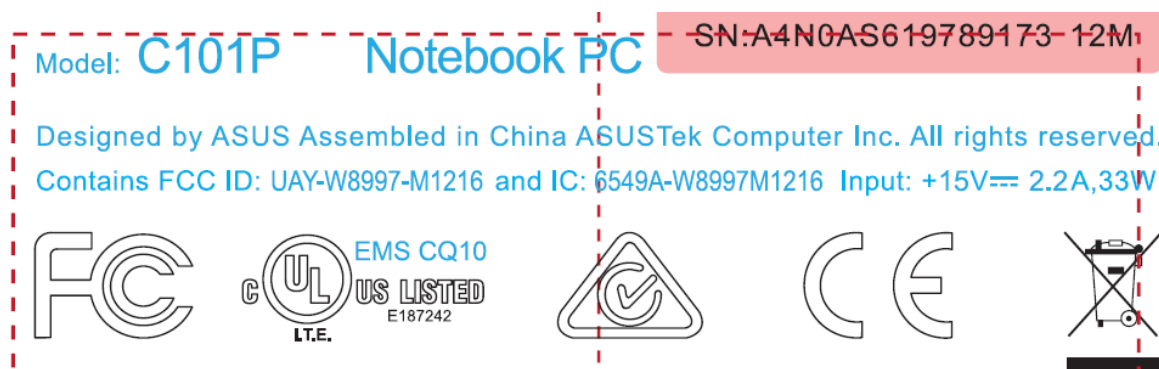 Model: C101P Notebook PC SN:A4N0AS619789173 12M
Designed by ASUS Assembled in China ASUSTek Computer Inc. All rights reserved.
Contains FCC ID: UAY-W8997-M1216 and IC: 6549A-W8997M1216 Input: +15V⎓ 2.2A,33W
FC C UL US LISTED EMS CQ10 CE
E187242
I.T.E.